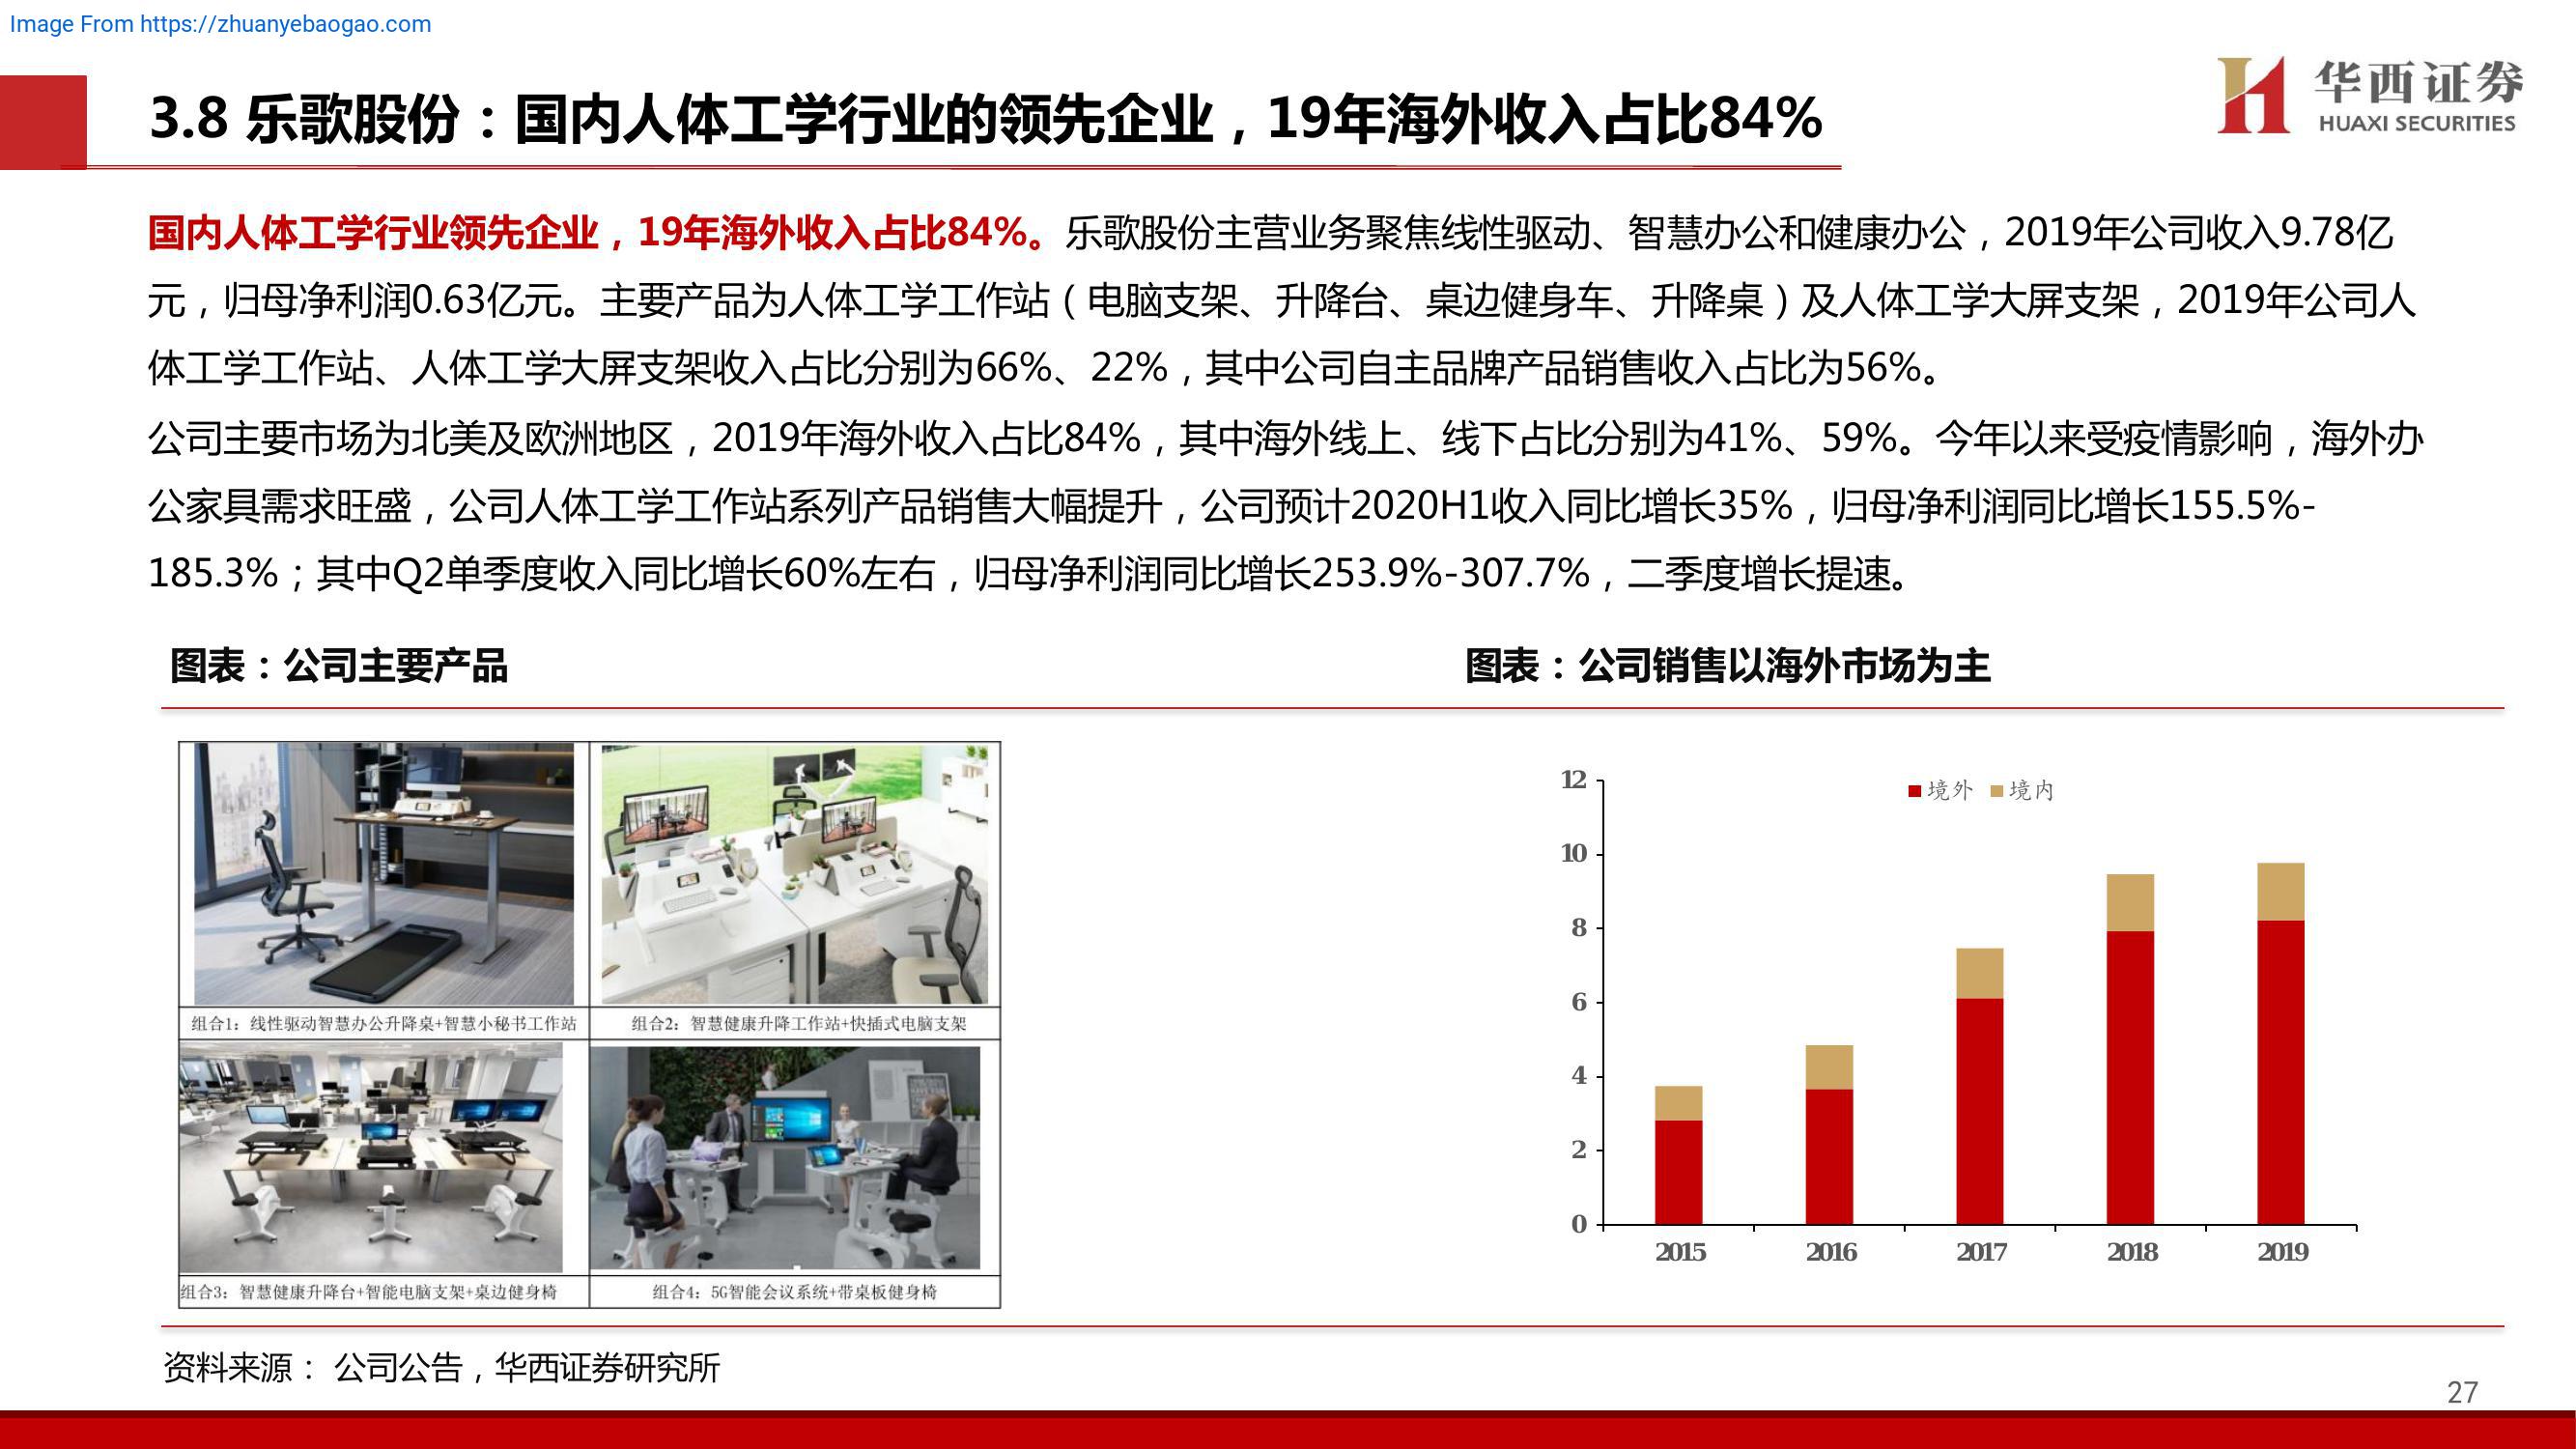 Image From https://zhuanyebaogao.com
3.8 乐歌股份：国内人体工学行业的领先企业，19年海外收入占比84%
华西证券
HUAXI SECURITIES
国内人体工学行业领先企业，19年海外收入占比84%。乐歌股份主营业务聚焦线性驱动、智慧办公和健康办公，2019年公司收入9.78亿
元，归母净利润0.63亿元。主要产品为人体工学工作站（电脑支架、升降台、桌边健身车、升降桌）及人体工学大屏支架，2019年公司人
体工学工作站、人体工学大屏支架收入占比分别为66%、22%，其中公司自主品牌产品销售收入占比为56%。
公司主要市场为北美及欧洲地区，2019年海外收入占比84%，其中海外线上、线下占比分别为41%、59%。今年以来受疫情影响，海外办
公家具需求旺盛，公司人体工学工作站系列产品销售大幅提升，公司预计2020H1收入同比增长35%，归母净利润同比增长155.5%-
185.3%；其中Q2单季度收入同比增长60%左右，归母净利润同比增长253.9%-307.7%，二季度增长提速。
图表：公司主要产品
组合1：线性驱动智慧办公升降桌+智慧小秘书工作站
组合2：智慧健康升降工作站+快插式电脑支架
组合3：智慧健康升降台+智能电脑支架+桌边健身椅
组合4：5G智能会议系统+带桌板健身椅
图表：公司销售以海外市场为主
境外 境内
12
10
8
6
4
2
0
2015 2016 2017 2018 2019
资料来源： 公司公告，华西证券研究所
27